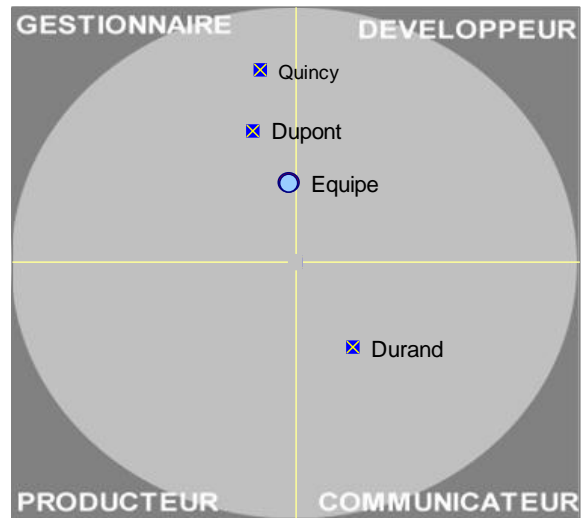 GESTIONNAIRE
DEVELOPPEUR
Quincy
Dupont
Equipe
Durand
PRODUCTEUR
COMMUNICATEUR